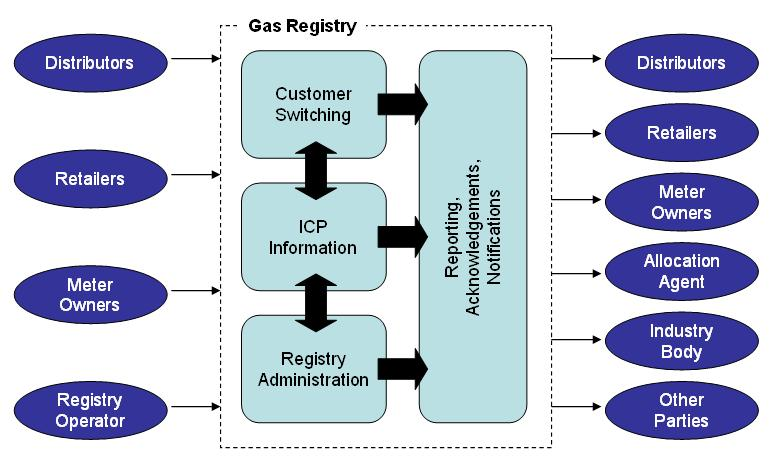 Gas Registry
Distributors
Retailers
Meter
Owners
Registry
Operator
Customer
Switching
ICP
Information
Registry
Administration
Reporting,
Acknowledgements,
Notifications
Distributors
Retailers
Meter
Owners
Allocation
Agent
Industry
Body
Other
Parties